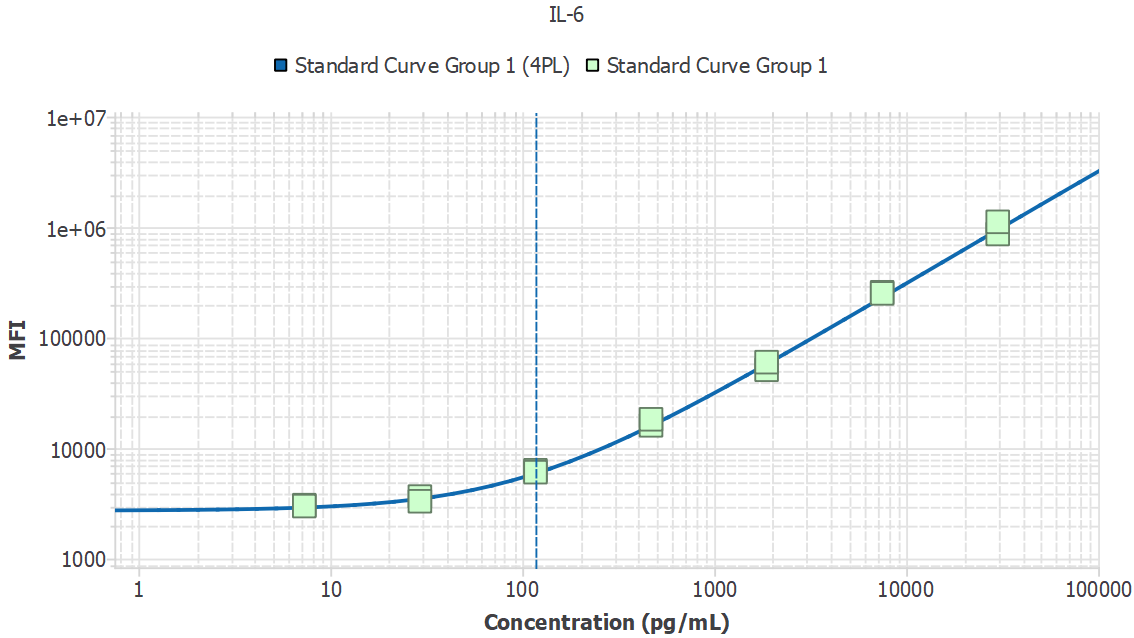 IL-6
Standard Curve Group 1 (4PL) Standard Curve Group 1
1e+07
1e+06
100000
10000
1000
MFI
1 10 100 1000 10000 100000
Concentration (pg/mL)